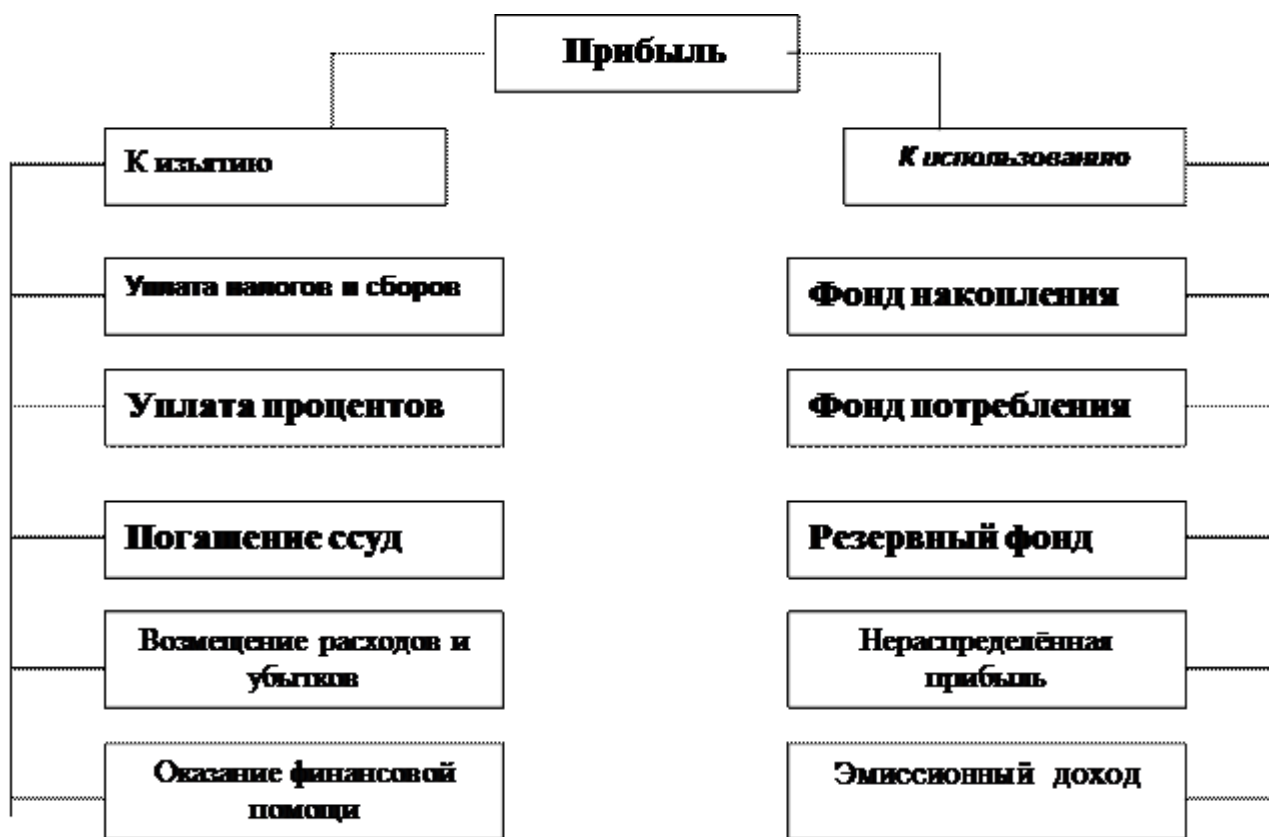 Прибыль
К изъятию
К использованию
Уплата налогов и сборов
Фонд накопления
Уплата процентов
Фонд потребления
Погашение ссуд
Резервный фонд
Возмещение расходов и
убытков
Нераспределённая
прибыль
Оказание финансовой
помощи
Эмиссионный доход